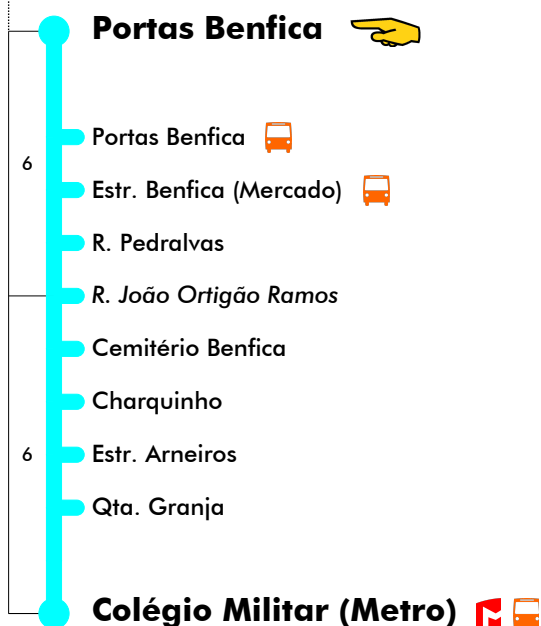 Portas Benfica
Portas Benfica
6
Estr. Benfica (Mercado)
R. Pedralvas
R. João Ortigão Ramos
Cemitério Benfica
Charquinho
6
Estr. Arneiros
Qta. Granja
Colégio Militar (Metro)